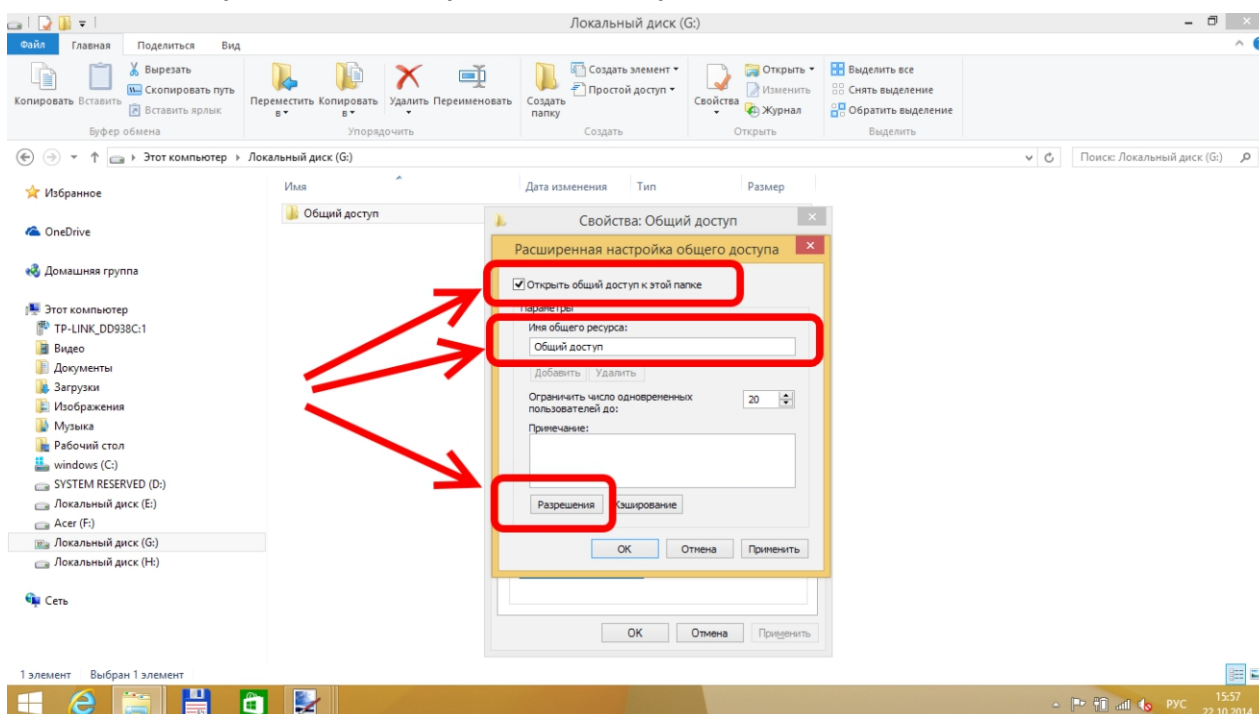 Локальный диск (G:)
Файл Главная Поделиться Вид
Копировать Вставить Вырезать
Скопировать путь
Вставить ярлык
Переместить в Копировать в Удалить Переименовать
Создать папку Создать элемент
Простой доступ
Свойства Открыть
Изменить
Журнал
Выделить все
Снять выделение
Обратить выделение
Буфер обмена Упорядочить Создать Открыть Выделить
Этот компьютер Локальный диск (G:) Поиск: Локальный диск (G:)
Имя Дата изменения Тип Размер
Общий доступ
Избранное
OneDrive
Домашняя группа
Этот компьютер
TP-LINK_DD938C:1
Видео
Документы
Загрузки
Изображения
Музыка
Рабочий стол
windows (C:)
SYSTEM RESERVED (D:)
Локальный диск (E:)
Acer (F:)
Локальный диск (G:)
Локальный диск (H:)
Сеть
Свойства: Общий доступ
Расширенная настройка общего доступа
Открыть общий доступ к этой папке
Параметры
Имя общего ресурса:
Общий доступ
Добавить Удалить
Ограничить число одновременных 20
пользователей до:
Примечание:
Разрешения Кэширование
OK Отмена Применить
OK Отмена Применить
1 элемент Выбран 1 элемент
РУС 15:57
22.10.2014